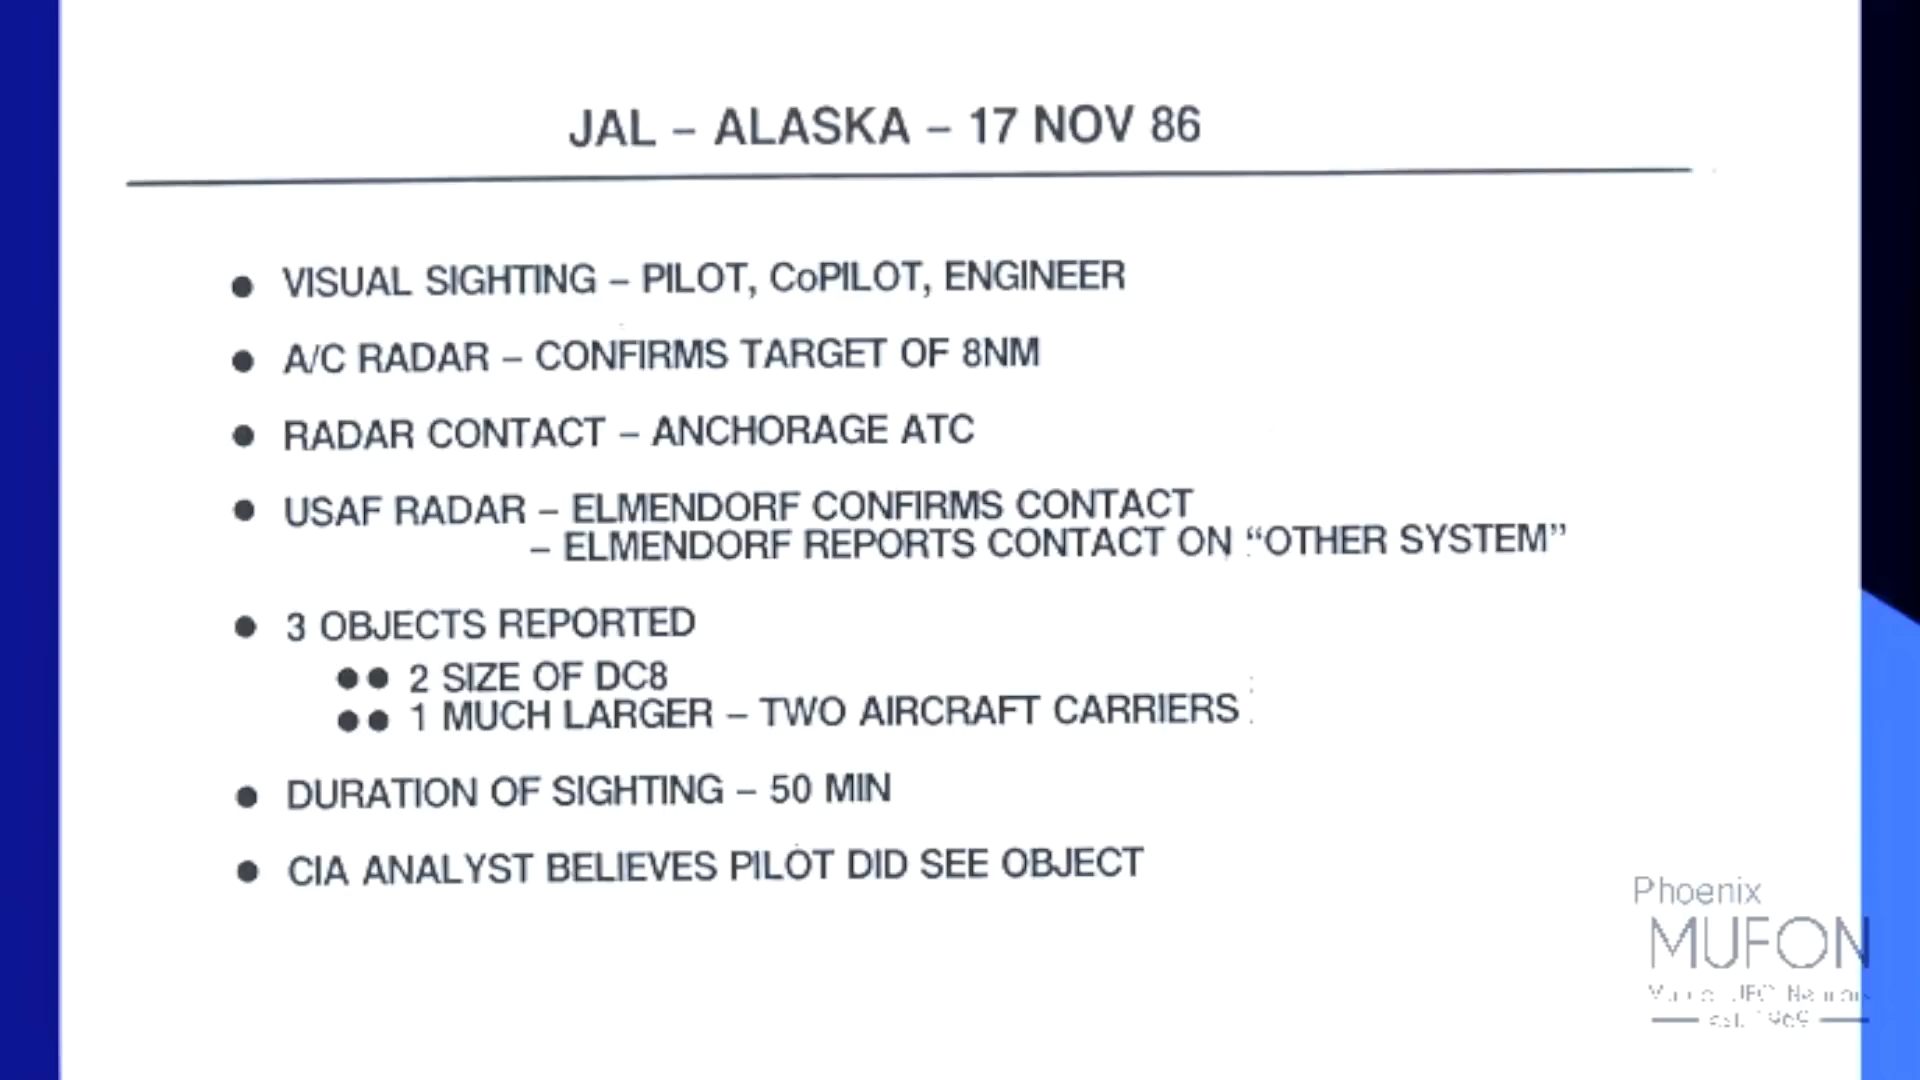 JAL – ALASKA – 17 NOV 86
● VISUAL SIGHTING – PILOT, CoPILOT, ENGINEER
● A/C RADAR – CONFIRMS TARGET OF 8NM
● RADAR CONTACT – ANCHORAGE ATC
● USAF RADAR – ELMENDORF CONFIRMS CONTACT
– ELMENDORF REPORTS CONTACT ON “OTHER SYSTEM”
● 3 OBJECTS REPORTED
●● 2 SIZE OF DC8
●● 1 MUCH LARGER – TWO AIRCRAFT CARRIERS
● DURATION OF SIGHTING – 50 MIN
● CIA ANALYST BELIEVES PILOT DID SEE OBJECT
Phoenix
MUFON